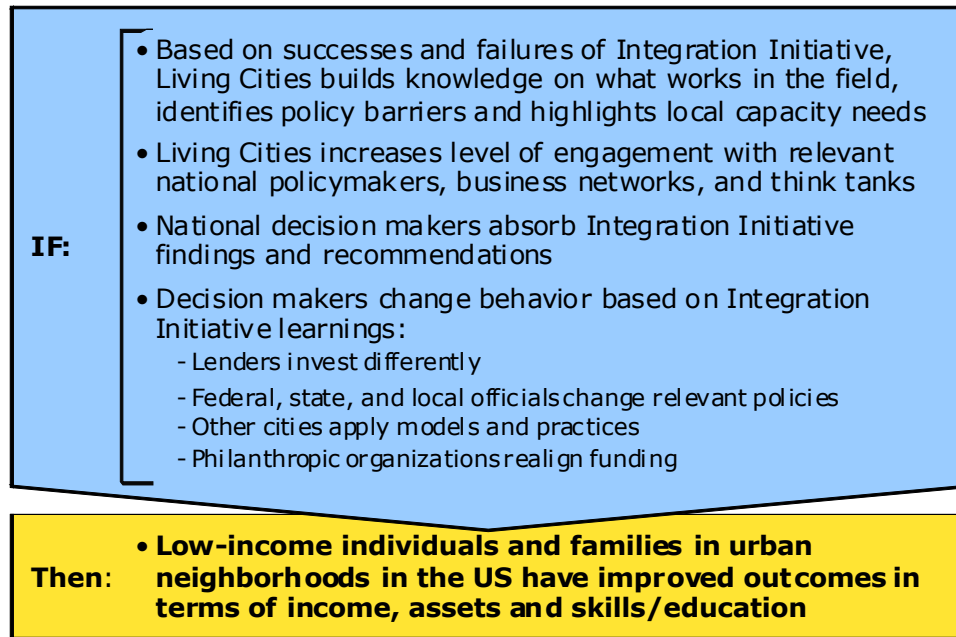 • Based on successes and failures of Integration Initiative,
Living Cities builds knowledge on what works in the field,
identifies policy barriers and highlights local capacity needs
• Living Cities increases level of engagement with relevant
national policymakers, business networks, and think tanks
IF:
• National decision makers absorb Integration Initiative
findings and recommendations
• Decision makers change behavior based on Integration
Initiative learnings:
- Lenders invest differently
- Federal, state, and local officials change relevant policies
- Other cities apply models and practices
- Philanthropic organizations realign funding
• Low-income individuals and families in urban
Then:
neighborhoods in the US have improved outcomes in
terms of income, assets and skills/education